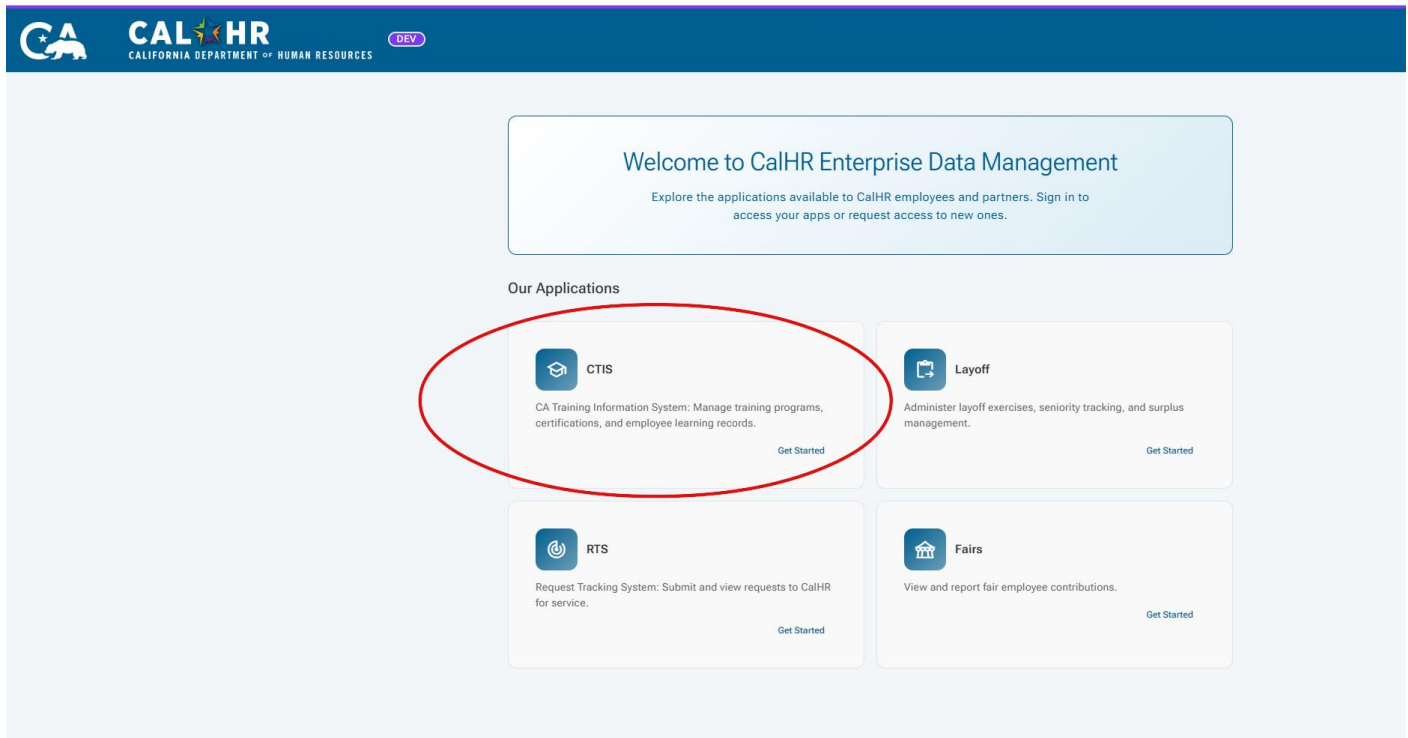 CA
CAL HR
CALIFORNIA DEPARTMENT OF HUMAN RESOURCES
DEV
Welcome to CalHR Enterprise Data Management
Explore the applications available to CalHR employees and partners. Sign in to
access your apps or request access to new ones.
Our Applications
CTIS
CA Training Information System: Manage training programs,
certifications, and employee learning records.
Get Started
Layoff
Administer layoff exercises, seniority tracking, and surplus
management.
Get Started
RTS
Request Tracking System: Submit and view requests to CalHR
for service.
Get Started
Fairs
View and report fair employee contributions.
Get Started